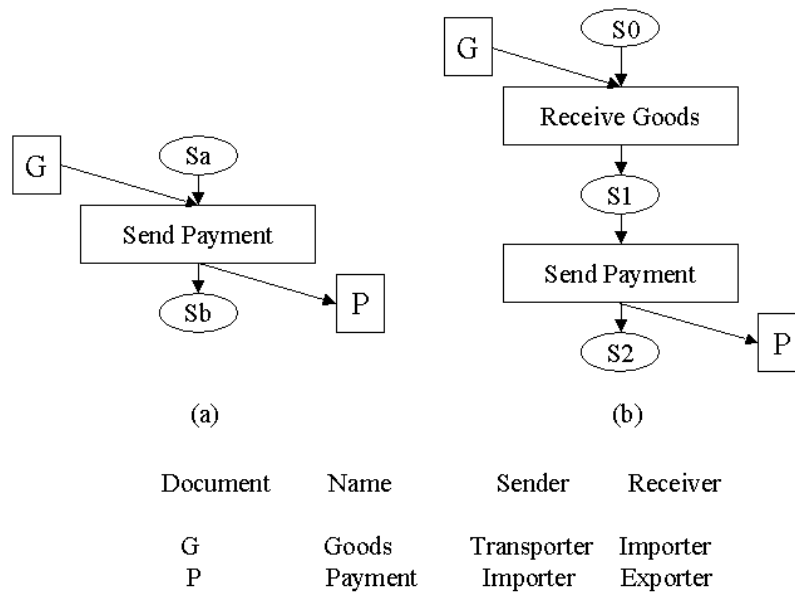 G
Sa
Send Payment
Sb
P
(a)
G
S0
Receive Goods
S1
Send Payment
S2
P
(b)
Document Name Sender Receiver
G Goods Transporter Importer
P Payment Importer Exporter